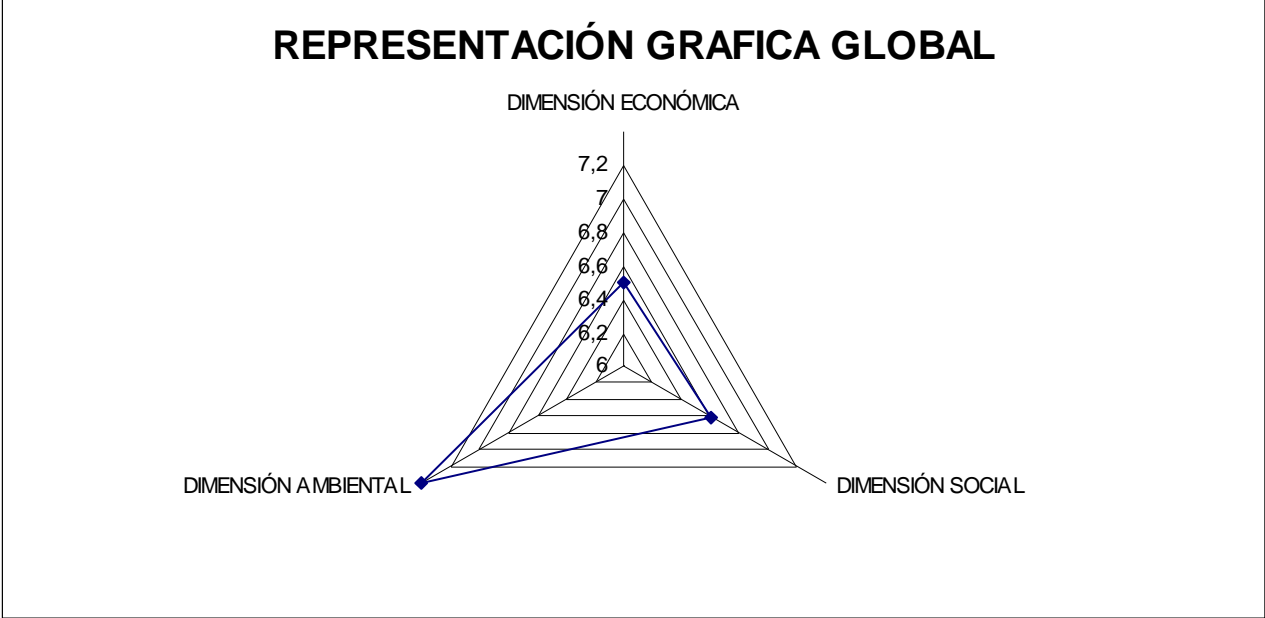 REPRESENTACIÓN GRAFICA GLOBAL
DIMENSIÓN ECONÓMICA
7,2
7
6,8
6,6
6,4
6,2
6
DIMENSIÓN AMBIENTAL
DIMENSIÓN SOCIAL